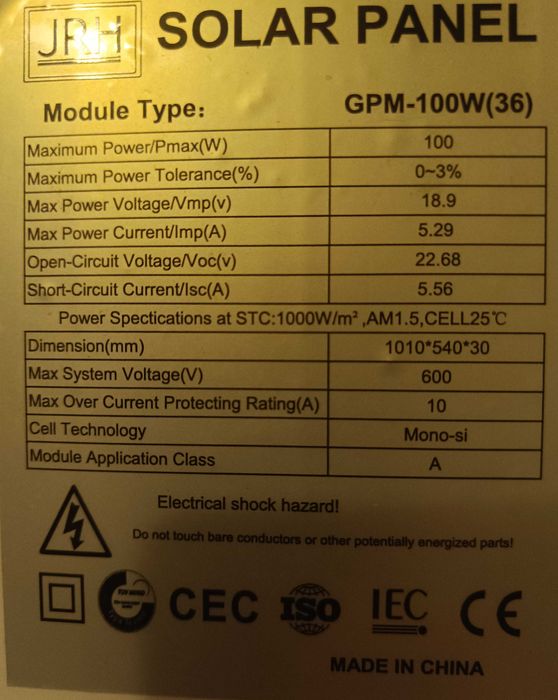 JRH SOLAR PANEL
Module Type: GPM-100W(36)
Maximum Power/Pmax(W) 100
Maximum Power Tolerance(%) 0~3%
Max Power Voltage/Vmp(v) 18.9
Max Power Current/Imp(A) 5.29
Open-Circuit Voltage/Voc(v) 22.68
Short-Circuit Current/Isc(A) 5.56
Power Spectications at STC:1000W/m²,AM1.5,CELL25℃
Dimension(mm) 1010*540*30
Max System Voltage(V) 600
Max Over Current Protecting Rating(A) 10
Cell Technology Mono-si
Module Application Class A
Electrical shock hazard!
Do not touch bare conductors or other potentially energized parts!
CEC ISO IEC CE
MADE IN CHINA